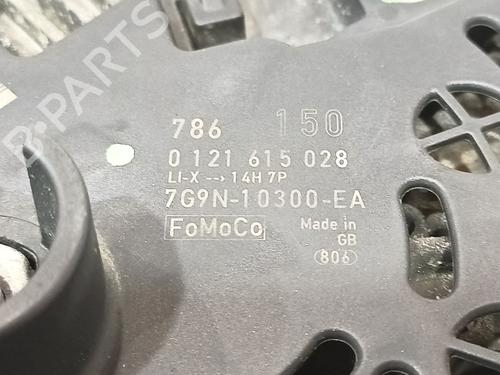 786 150
0 121 615 028
LI-X --> 14H 7P
7G9N-10300-EA
FoMoCo Made in
GB
806
B-PARTS